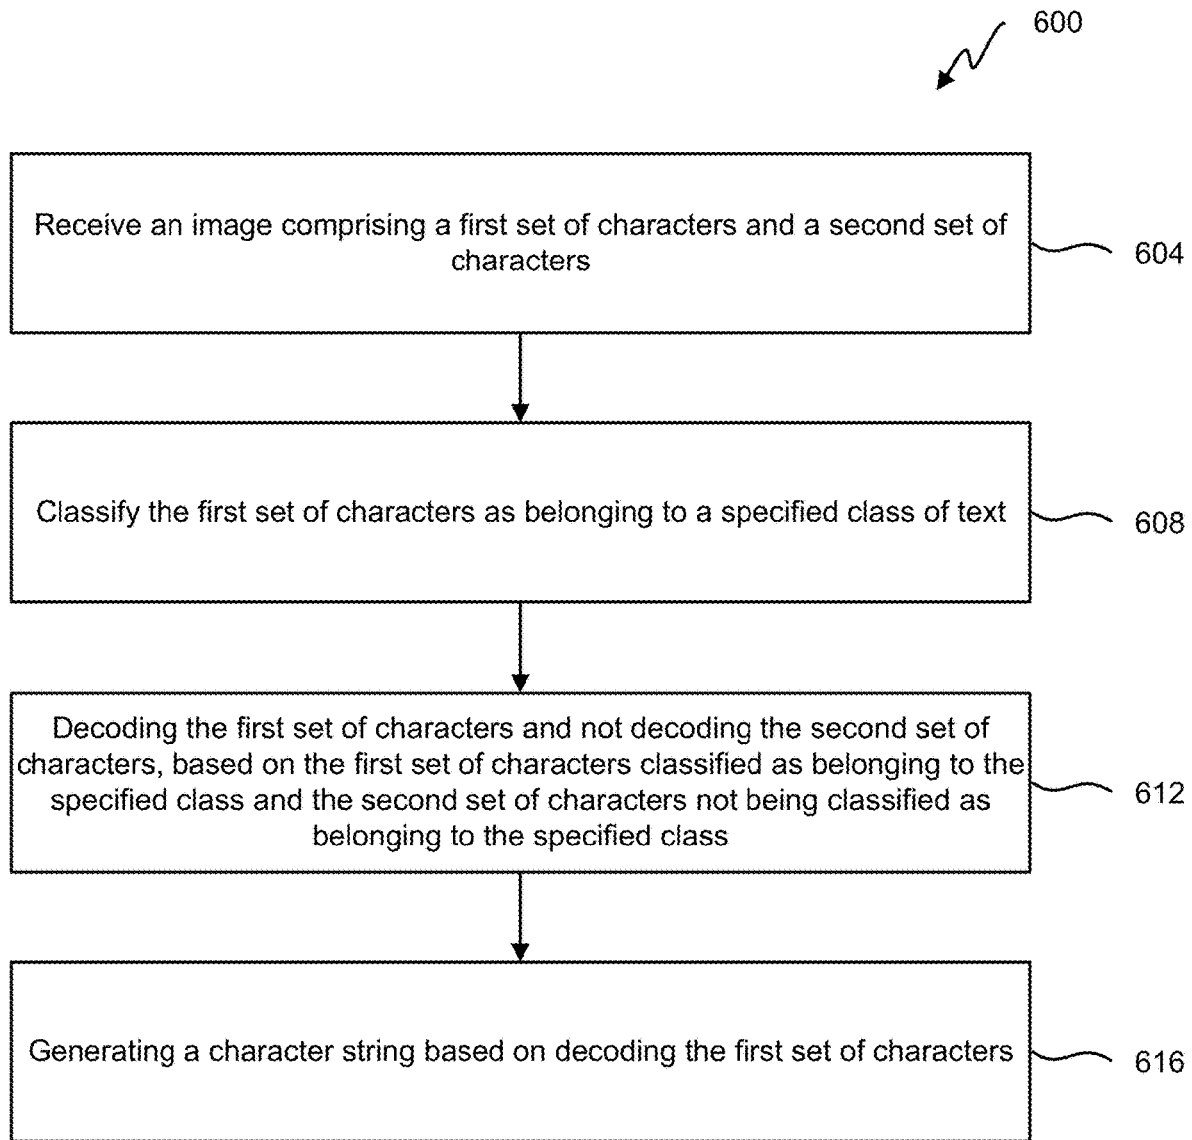 600
Receive an image comprising a first set of characters and a second set of
characters
604
Classify the first set of characters as belonging to a specified class of text
608
Decoding the first set of characters and not decoding the second set of
characters, based on the first set of characters classified as belonging to the
specified class and the second set of characters not being classified as
belonging to the specified class
612
Generating a character string based on decoding the first set of characters
616